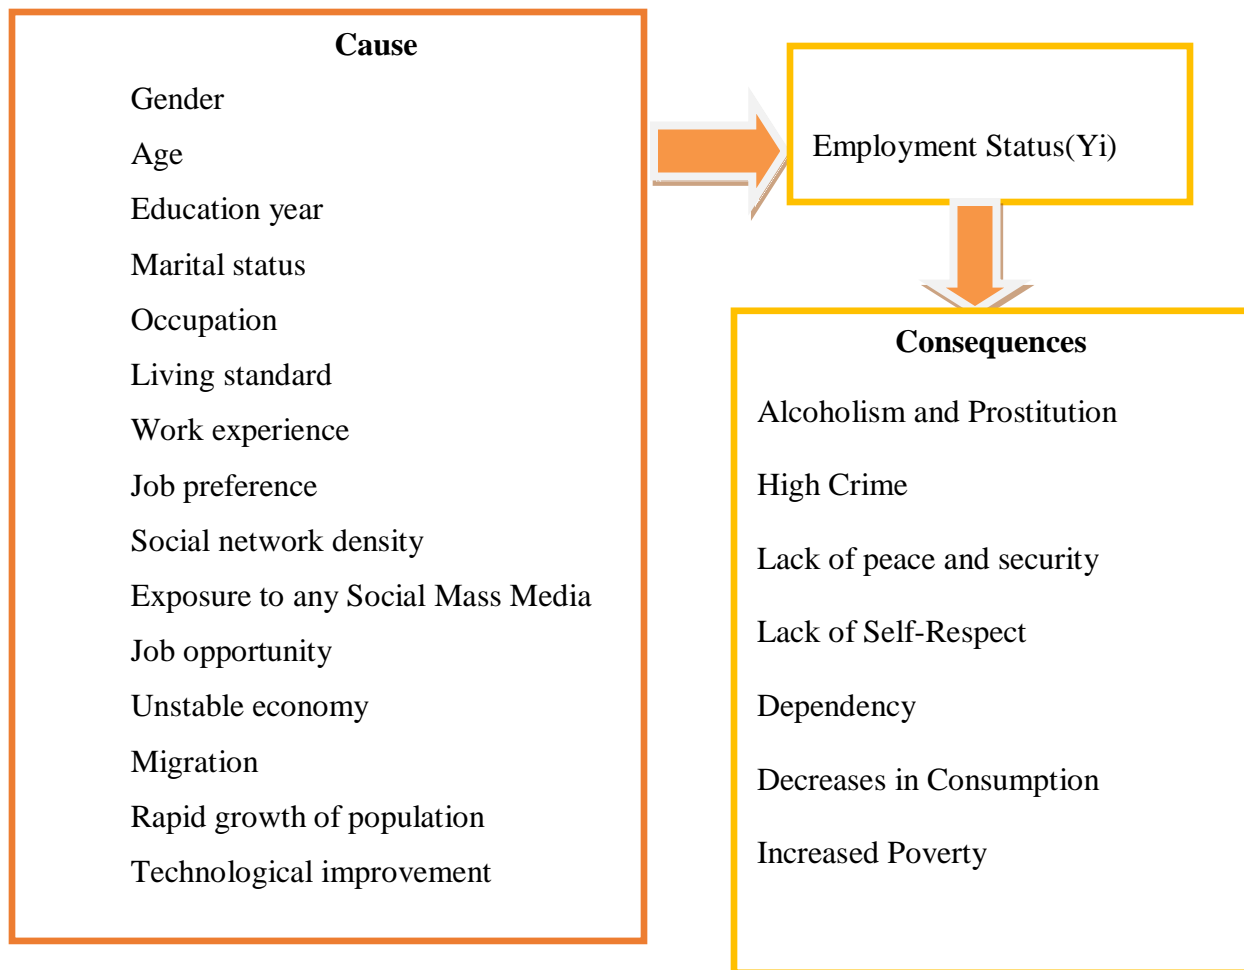 Cause
Gender
Age
Education year
Marital status
Occupation
Living standard
Work experience
Job preference
Social network density
Exposure to any Social Mass Media
Job opportunity
Unstable economy
Migration
Rapid growth of population
Technological improvement
Employment Status(Yi)
Consequences
Alcoholism and Prostitution
High Crime
Lack of peace and security
Lack of Self-Respect
Dependency
Decreases in Consumption
Increased Poverty